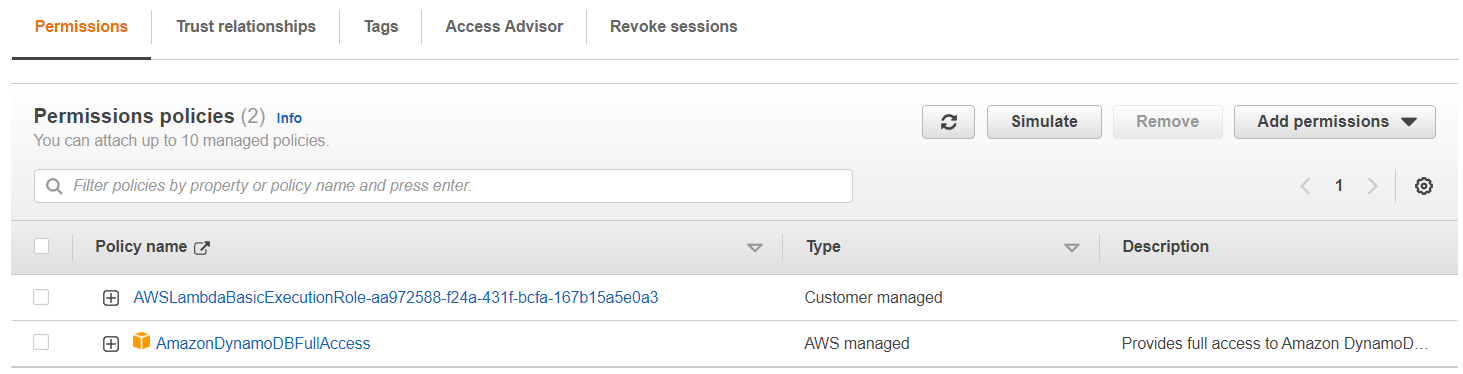 Permissions Trust relationships Tags Access Advisor Revoke sessions
Permissions policies (2) Info
You can attach up to 10 managed policies.
Simulate Remove Add permissions
Filter policies by property or policy name and press enter.
1
Policy name Type Description
AWSLambdaBasicExecutionRole-aa972588-f24a-431f-bcfa-167b15a5e0a3 Customer managed
AmazonDynamoDBFullAccess AWS managed Provides full access to Amazon DynamoD…